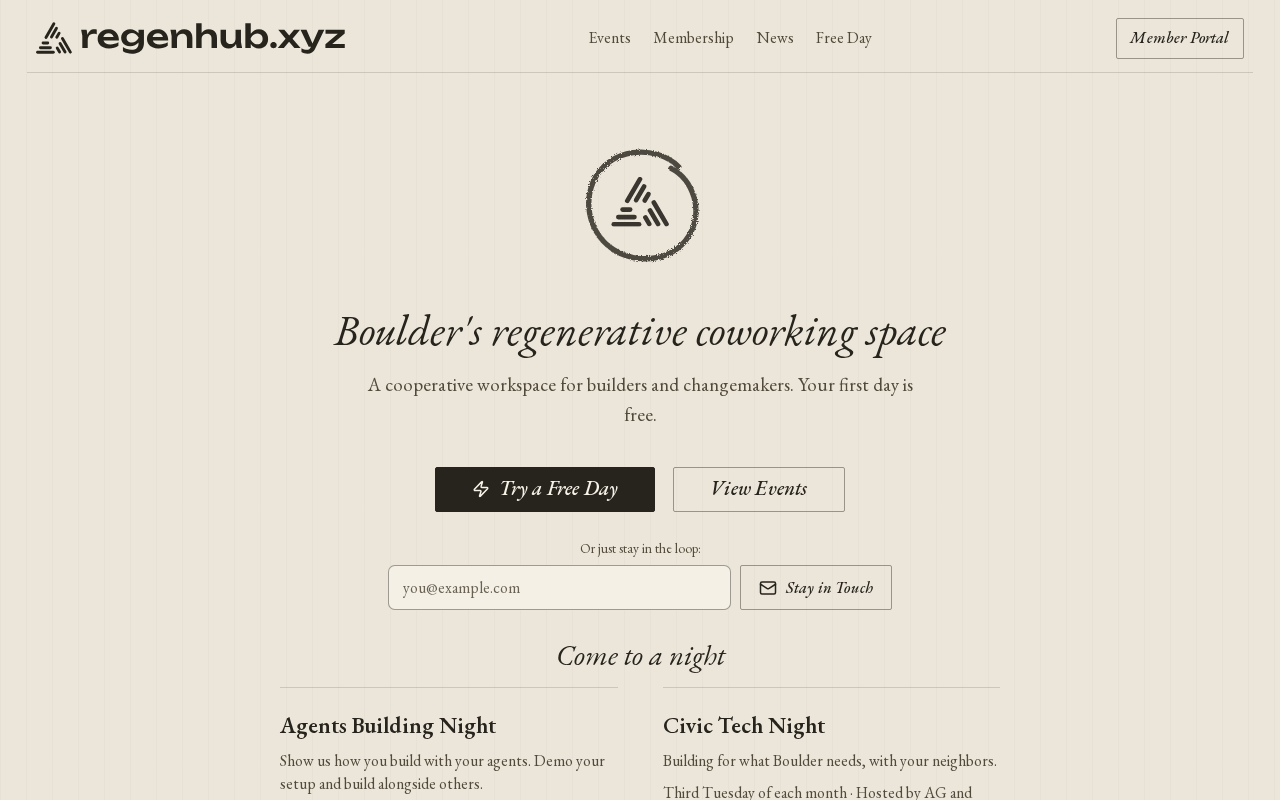 regenhub.xyz
Events
Membership
News
Free Day
Member Portal
Boulder's regenerative coworking space
A cooperative workspace for builders and changemakers. Your first day is
free.
Try a Free Day
View Events
Or just stay in the loop:
you@example.com
Stay in Touch
Come to a night
Agents Building Night
Show us how you build with your agents. Demo your
setup and build alongside others.
Civic Tech Night
Building for what Boulder needs, with your neighbors.
Third Tuesday of each month · Hosted by AG and